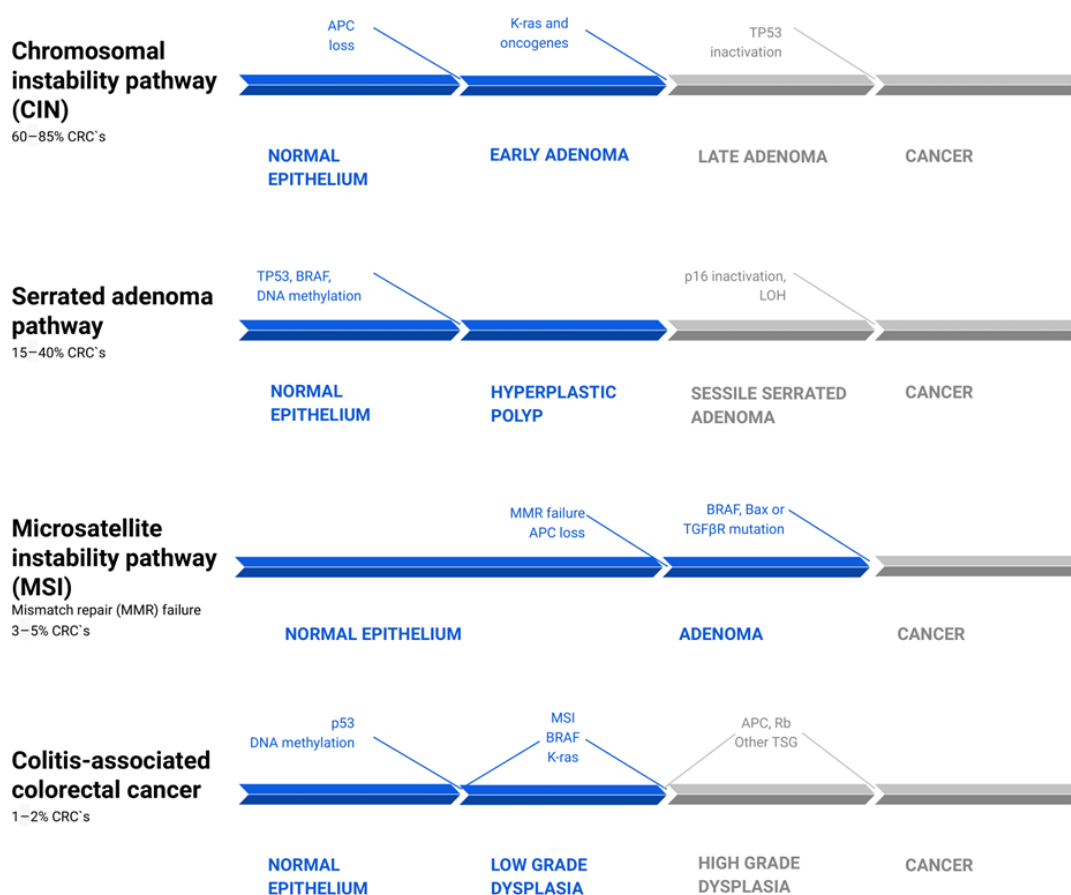 Chromosomal
instability pathway
(CIN)
60–85% CRC`s
APC
loss
K-ras and
oncogenes
TP53
inactivation
NORMAL
EPITHELIUM
EARLY ADENOMA
LATE ADENOMA
CANCER
Serrated adenoma
pathway
15–40% CRC`s
TP53, BRAF,
DNA methylation
p16 inactivation,
LOH
NORMAL
EPITHELIUM
HYPERPLASTIC
POLYP
SESSILE SERRATED
ADENOMA
CANCER
Microsatellite
instability pathway
(MSI)
Mismatch repair (MMR) failure
3–5% CRC`s
MMR failure
APC loss
BRAF, Bax or
TGFβR mutation
NORMAL EPITHELIUM
ADENOMA
CANCER
Colitis-associated
colorectal cancer
1–2% CRC`s
p53
DNA methylation
MSI
BRAF
K-ras
APC, Rb
Other TSG
NORMAL
EPITHELIUM
LOW GRADE
DYSPLASIA
HIGH GRADE
DYSPLASIA
CANCER